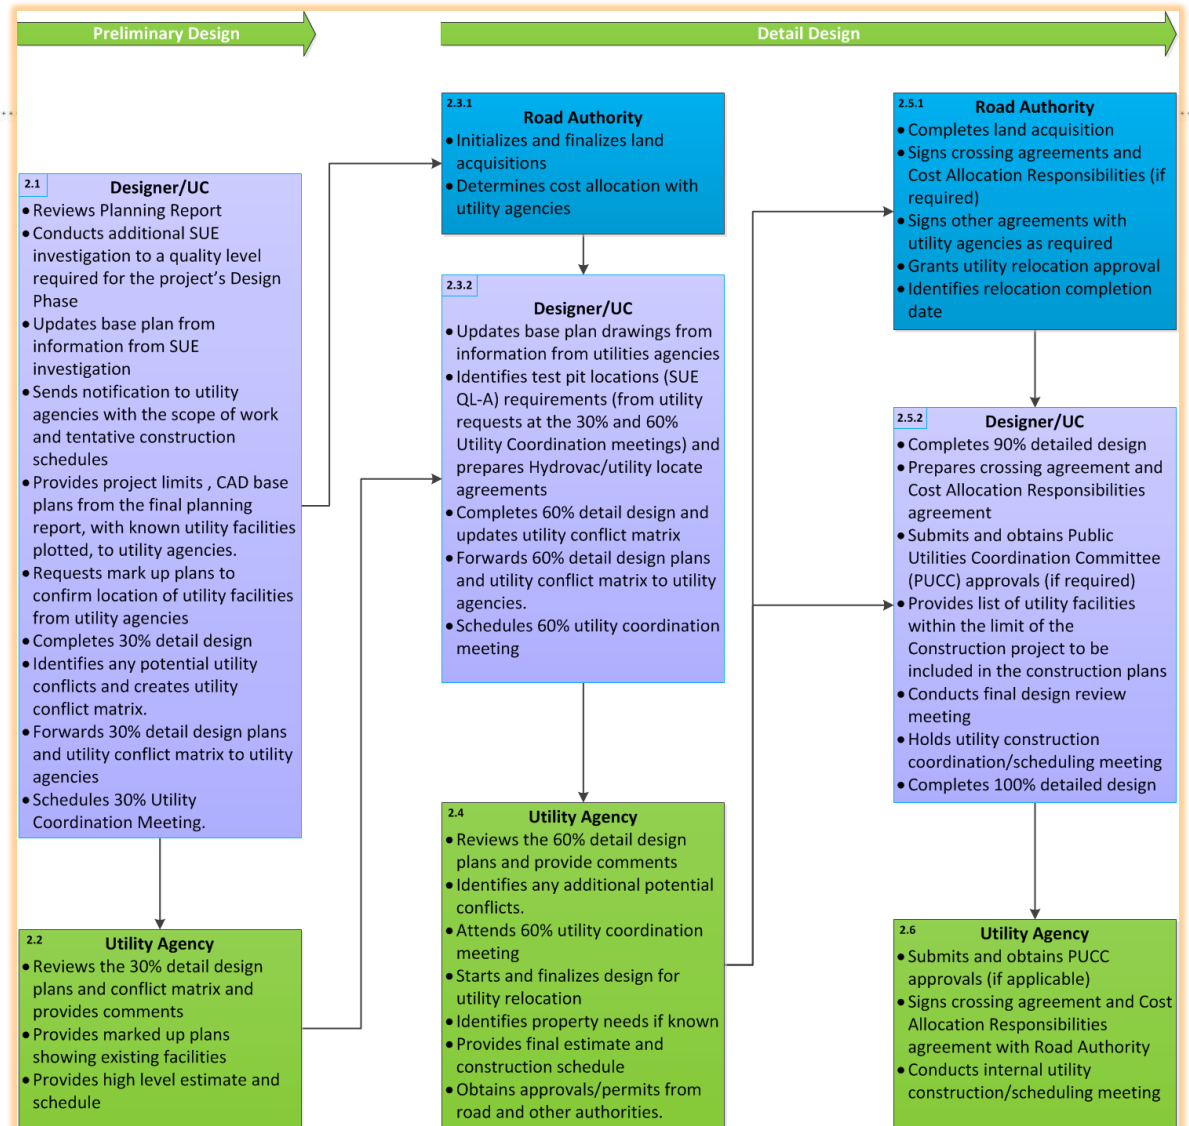 Preliminary Design
Detail Design
2.1
Designer/UC
• Reviews Planning Report
• Conducts additional SUE
investigation to a quality level
required for the project's Design
Phase
• Updates base plan from
information from SUE
investigation
• Sends notification to utility
agencies with the scope of work
and tentative construction
schedules
• Provides project limits , CAD base
plans from the final planning
report, with known utility facilities
plotted, to utility agencies.
• Requests mark up plans to
confirm location of utility facilities
from utility agencies
• Completes 30% detail design
• Identifies any potential utility
conflicts and creates utility
conflict matrix.
• Forwards 30% detail design plans
and utility conflict matrix to utility
agencies
• Schedules 30% Utility
Coordination Meeting.
2.2
Utility Agency
• Reviews the 30% detail design
plans and conflict matrix and
provides comments
• Provides marked up plans
showing existing facilities
• Provides high level estimate and
schedule
2.3.1
Road Authority
• Initializes and finalizes land
acquisitions
• Determines cost allocation with
utility agencies
2.3.2
Designer/UC
• Updates base plan drawings from
information from utilities agencies
• Identifies test pit locations (SUE
QL-A) requirements (from utility
requests at the 30% and 60%
Utility Coordination meetings) and
prepares Hydrovac/utility locate
agreements
• Completes 60% detail design and
updates utility conflict matrix
• Forwards 60% detail design plans
and utility conflict matrix to utility
agencies.
• Schedules 60% utility coordination
meeting
2.4
Utility Agency
• Reviews the 60% detail design
plans and provide comments
• Identifies any additional potential
conflicts.
• Attends 60% utility coordination
meeting
• Starts and finalizes design for
utility relocation
• Identifies property needs if known
• Provides final estimate and
construction schedule
• Obtains approvals/permits from
road and other authorities.
2.5.1
Road Authority
• Completes land acquisition
• Signs crossing agreements and
Cost Allocation Responsibilities (if
required)
• Signs other agreements with
utility agencies as required
• Grants utility relocation approval
• Identifies relocation completion
date
2.5.2
Designer/UC
• Completes 90% detailed design
• Prepares crossing agreement and
Cost Allocation Responsibilities
agreement
• Submits and obtains Public
Utilities Coordination Committee
(PUCC) approvals (if required)
• Provides list of utility facilities
within the limit of the
Construction project to be
included in the construction plans
• Conducts final design review
meeting
• Holds utility construction
coordination/scheduling meeting
• Completes 100% detailed design
2.6
Utility Agency
• Submits and obtains PUCC
approvals (if applicable)
• Signs crossing agreement and Cost
Allocation Responsibilities
agreement with Road Authority
• Conducts internal utility
construction/scheduling meeting